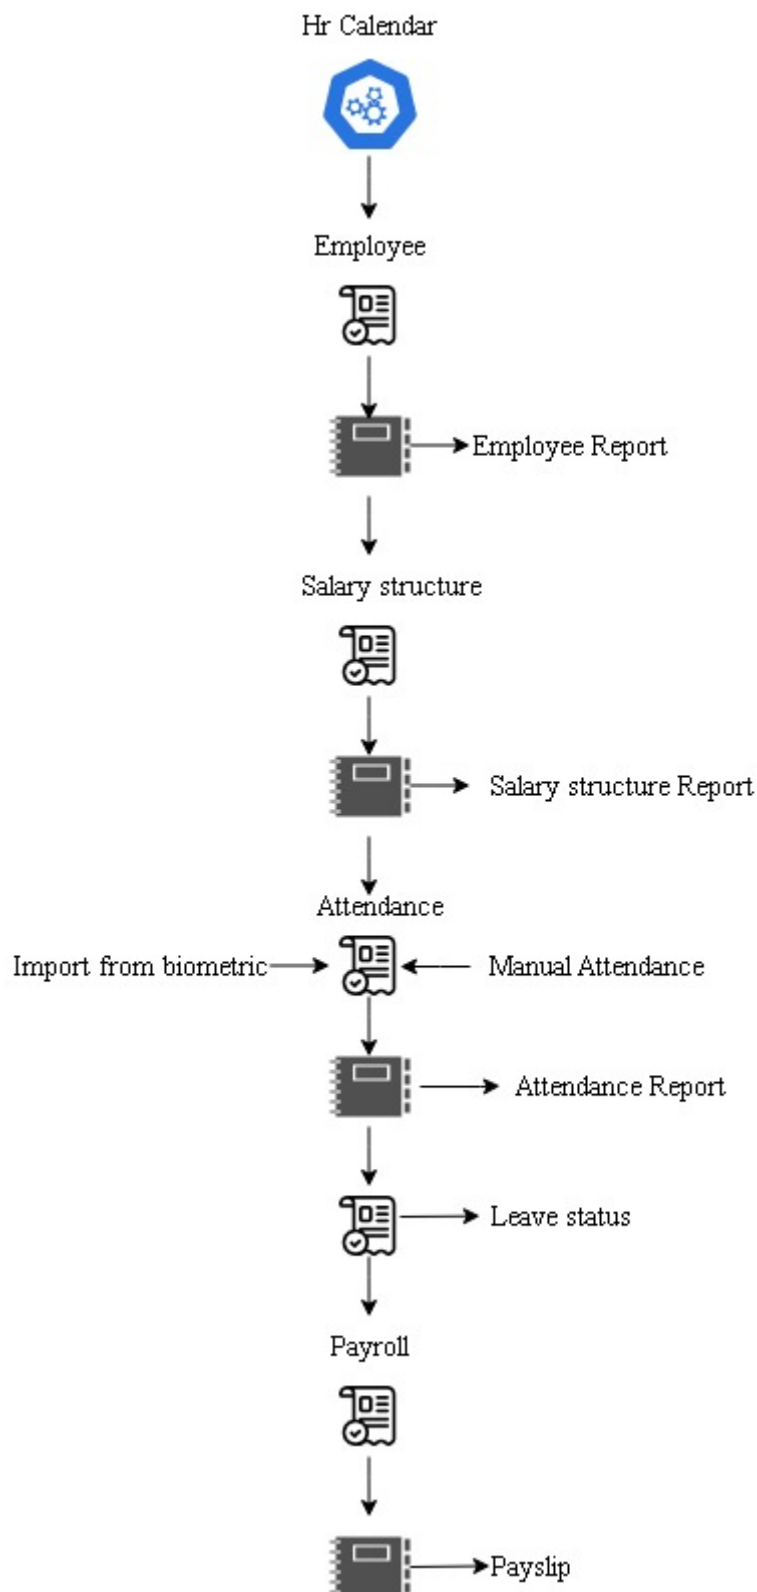 Hr Calendar
Employee
Employee Report
Salary structure
Salary structure Report
Attendance
Import from biometric
Manual Attendance
Attendance Report
Leave status
Payroll
Payslip